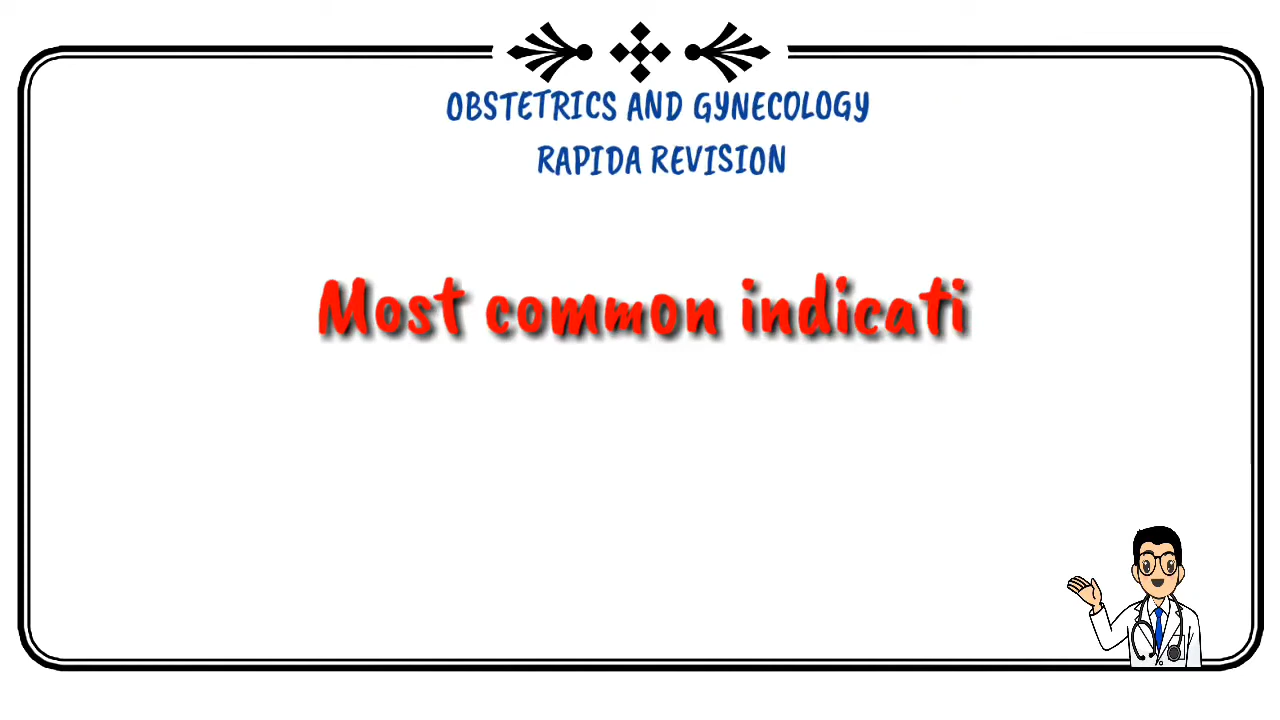 OBSTETRICS AND GYNECOLOGY
RAPIDA REVISION
Most common indicati